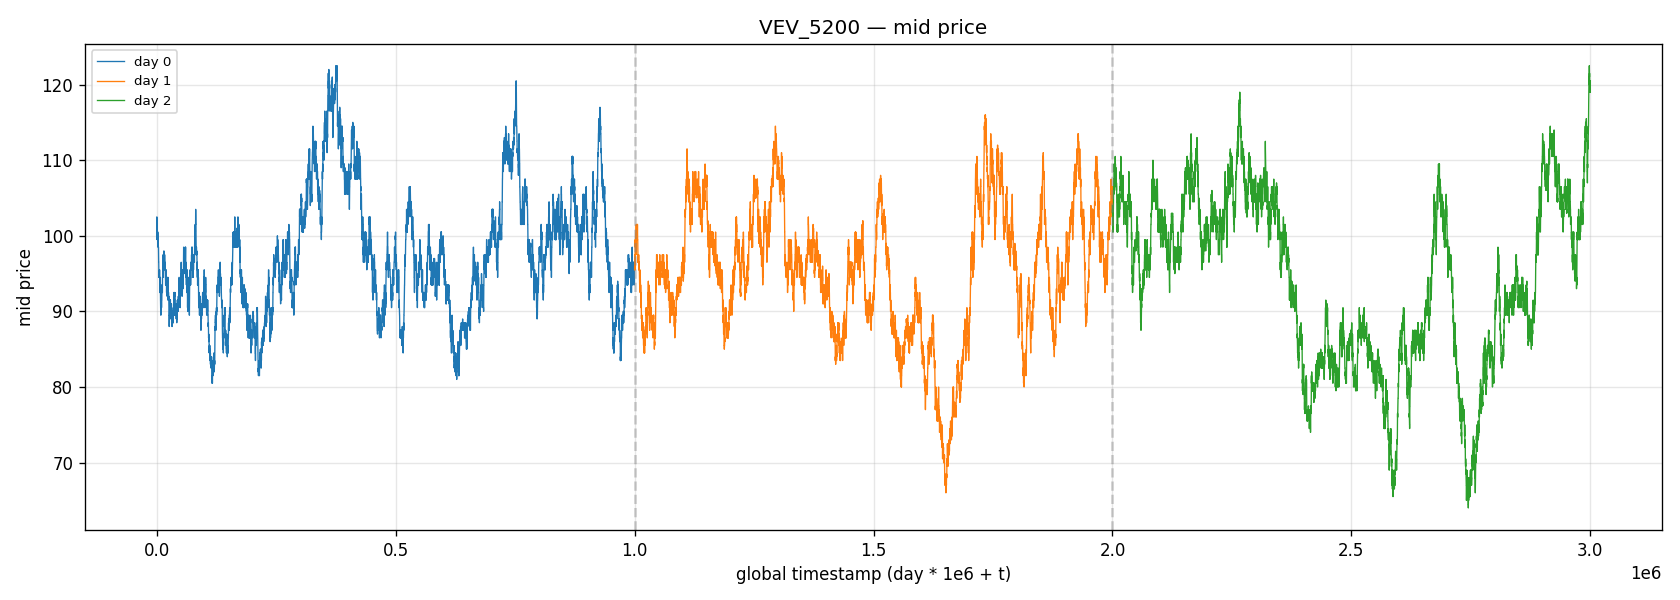 VEV_5200 — mid price
day 0
day 1
day 2
mid price
120
110
100
90
80
70
0.0 0.5 1.0 1.5 2.0 2.5 3.0
1e6
global timestamp (day * 1e6 + t)